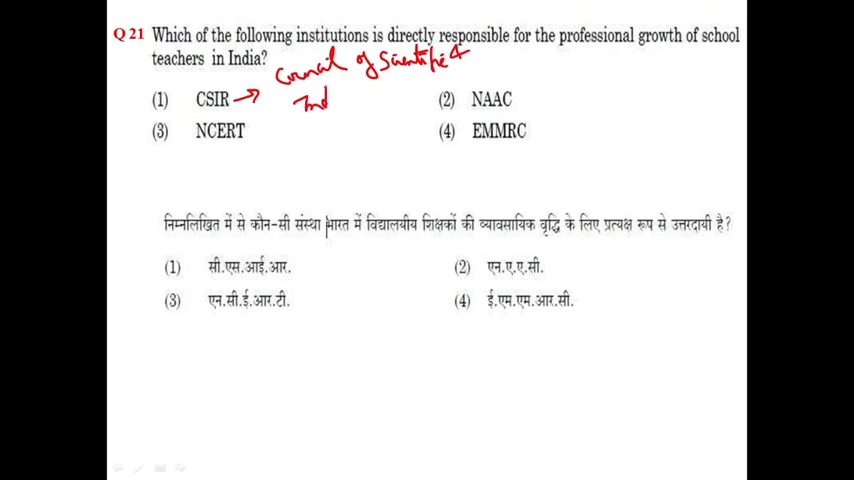 Q 21 Which of the following institutions is directly responsible for the professional growth of school
teachers in India?
Council of Scientific &
Ind
(1) CSIR (2) NAAC
(3) NCERT (4) EMMRC
निम्नलिखित में से कौन-सी संस्था भारत में विद्यालयीय शिक्षकों की व्यावसायिक वृद्धि के लिए प्रत्यक्ष रूप से उत्तरदायी है?
(1) सी.एस.आई.आर. (2) एन.ए.ए.सी.
(3) एन.सी.ई.आर.टी. (4) ई.एम.एम.आर.सी.